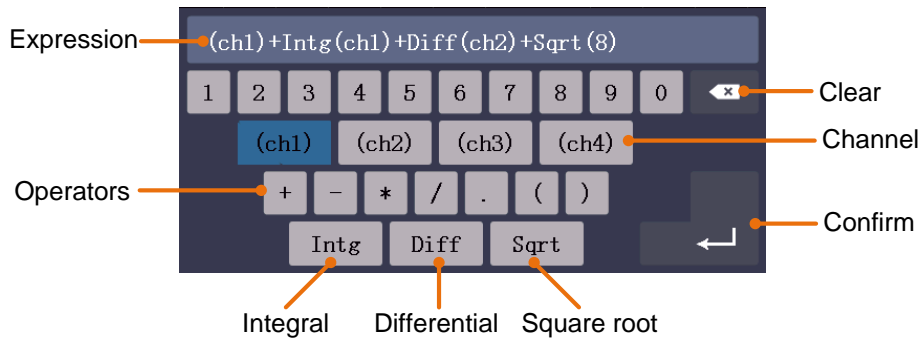 Expression
(ch1)+Intg(ch1)+Diff(ch2)+Sqrt(8)
1 2 3 4 5 6 7 8 9 0
Clear
(ch1) (ch2) (ch3) (ch4)
Channel
Operators
+ - * / . ( )
Confirm
Intg Diff Sqrt
Integral Differential Square root